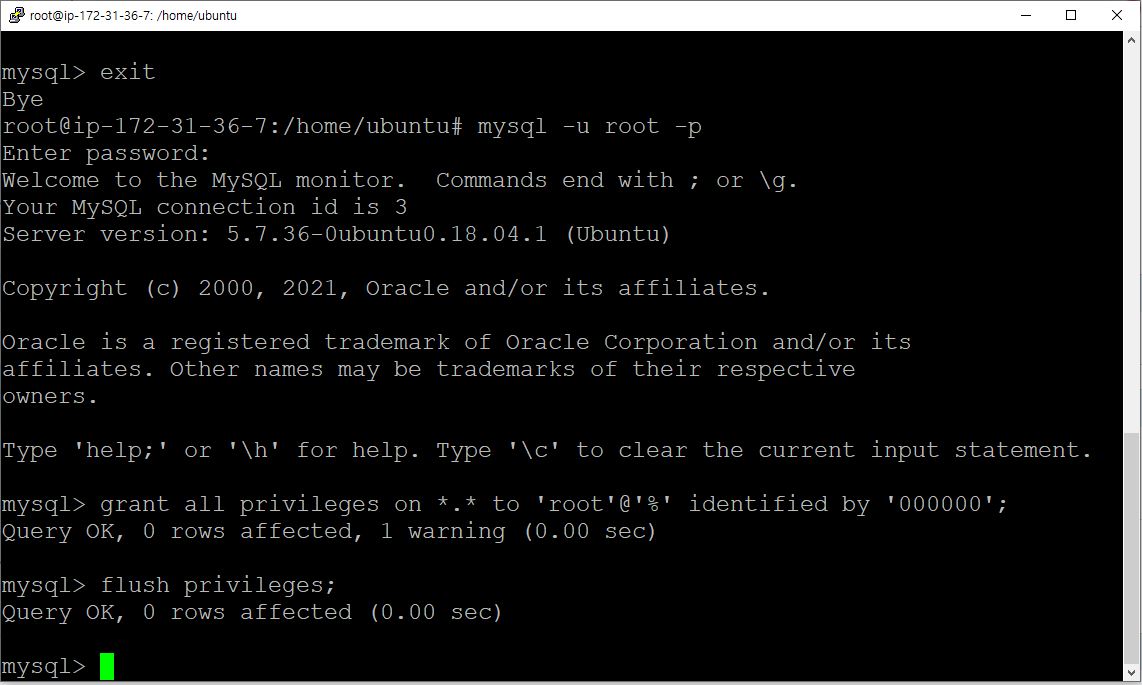 root@ip-172-31-36-7: /home/ubuntu
mysql> exit
Bye
root@ip-172-31-36-7:/home/ubuntu# mysql -u root -p
Enter password:
Welcome to the MySQL monitor.  Commands end with ; or \g.
Your MySQL connection id is 3
Server version: 5.7.36-0ubuntu0.18.04.1 (Ubuntu)
Copyright (c) 2000, 2021, Oracle and/or its affiliates.
Oracle is a registered trademark of Oracle Corporation and/or its
affiliates. Other names may be trademarks of their respective
owners.
Type 'help;' or '\h' for help. Type '\c' to clear the current input statement.
mysql> grant all privileges on *.* to 'root'@'%' identified by '000000';
Query OK, 0 rows affected, 1 warning (0.00 sec)
mysql> flush privileges;
Query OK, 0 rows affected (0.00 sec)
mysql>